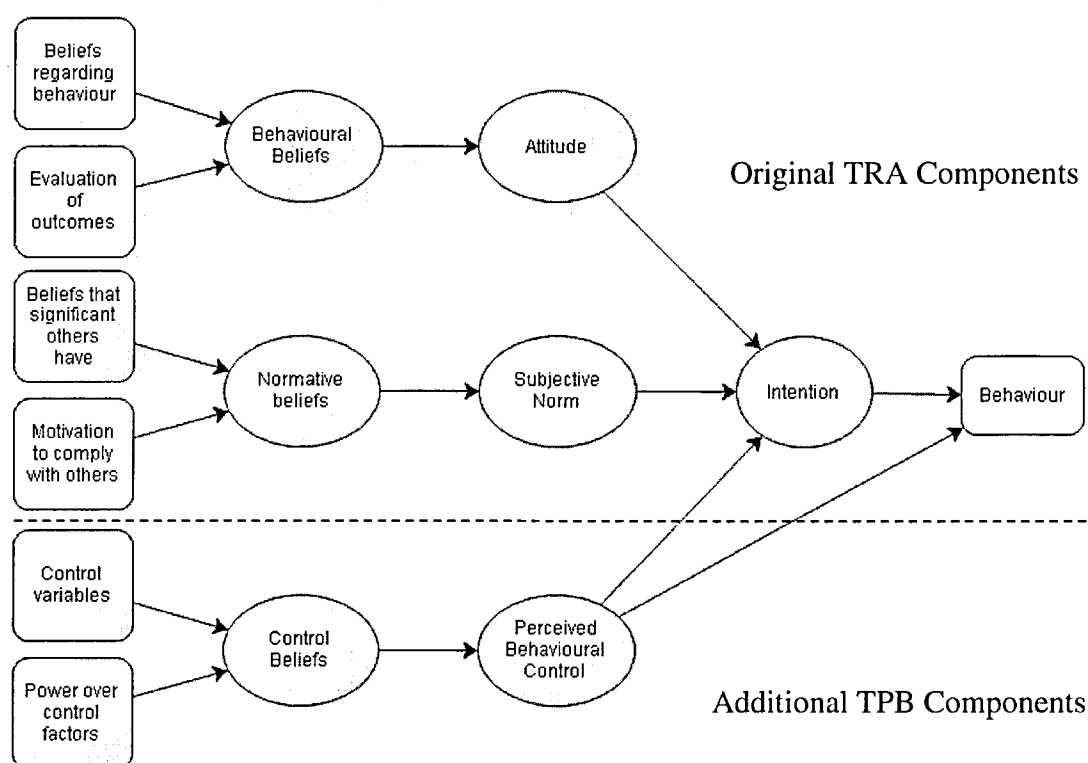 Beliefs
regarding
behaviour
Behavioural
Beliefs
Attitude
Original TRA Components
Evaluation
of
outcomes
Beliefs that
significant
others
have
Normative
beliefs
Subjective
Norm
Intention
Behaviour
Motivation
to comply
with others
Control
variables
Control
Beliefs
Perceived
Behavioural
Control
Power over
control
factors
Additional TPB Components